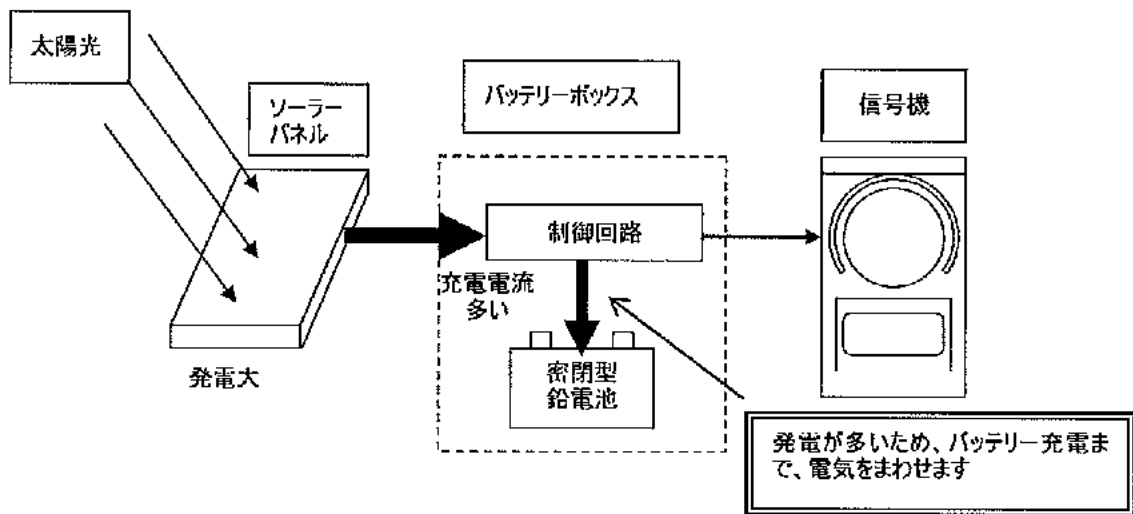 太陽光
ソーラー
パネル
バッテリーボックス
信号機
制御回路
充電電流
多い
密閉型
鉛電池
発電大
発電が多いため、バッテリー充電ま
で、電気をまわせます